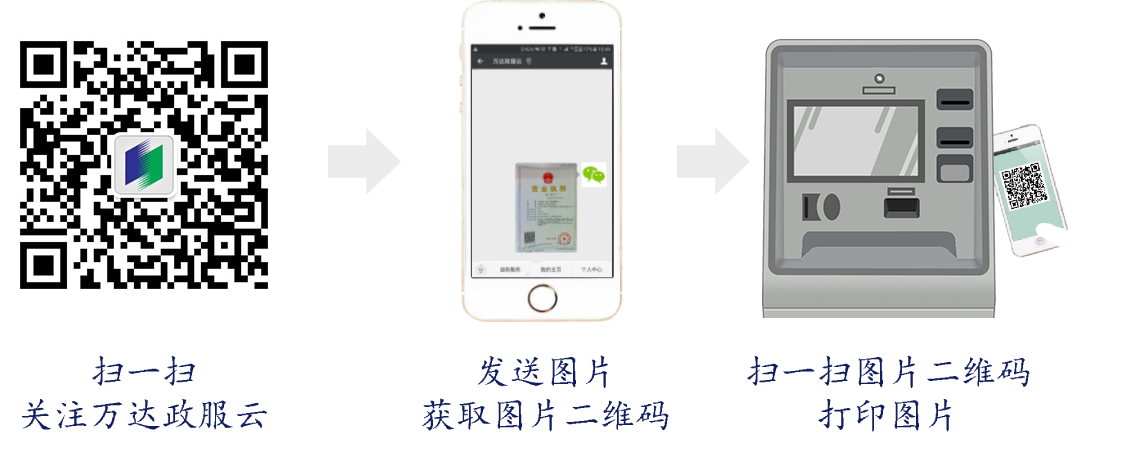 万达政服云
营业执照
自助服务 我的主页 个人中心
扫一扫
关注万达政服云
发送图片
获取图片二维码
扫一扫图片二维码
打印图片